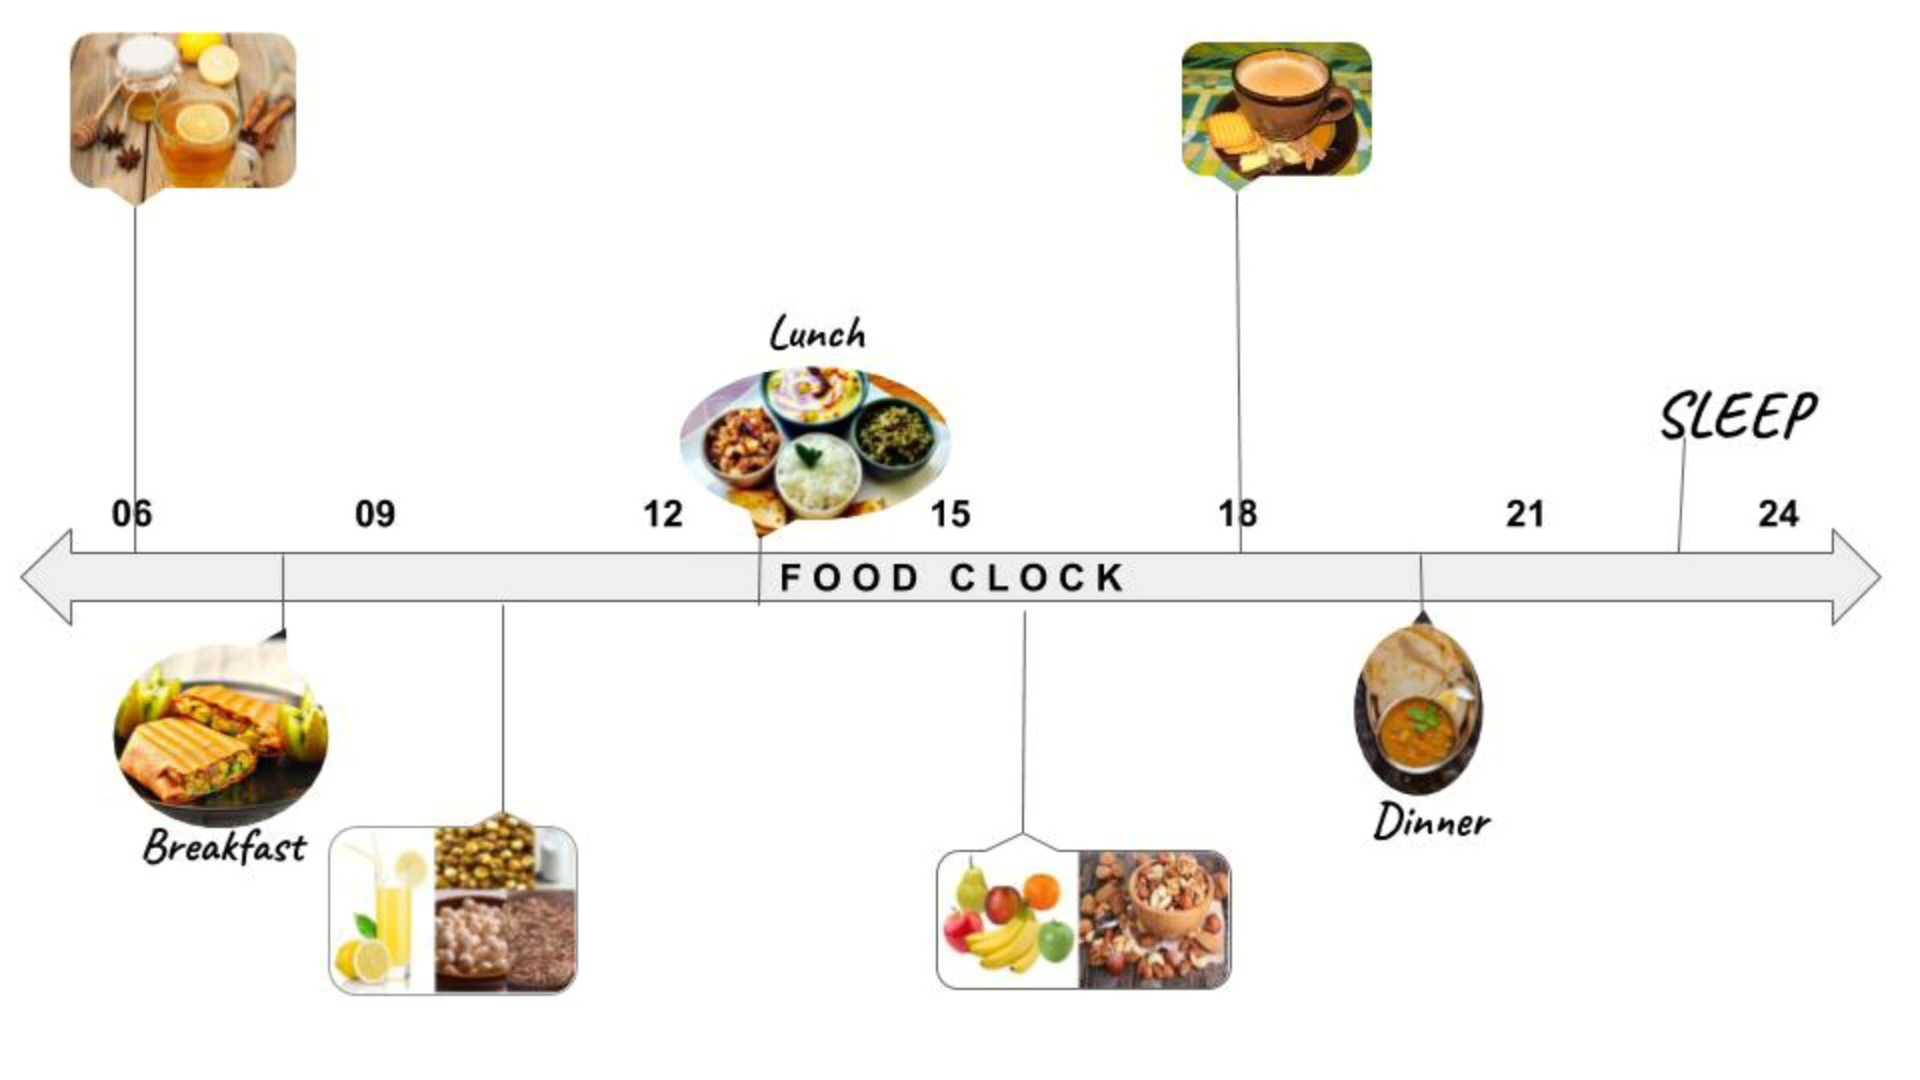 Lunch
SLEEP
06 09 12 15 18 21 24
FOOD CLOCK
Breakfast
Dinner